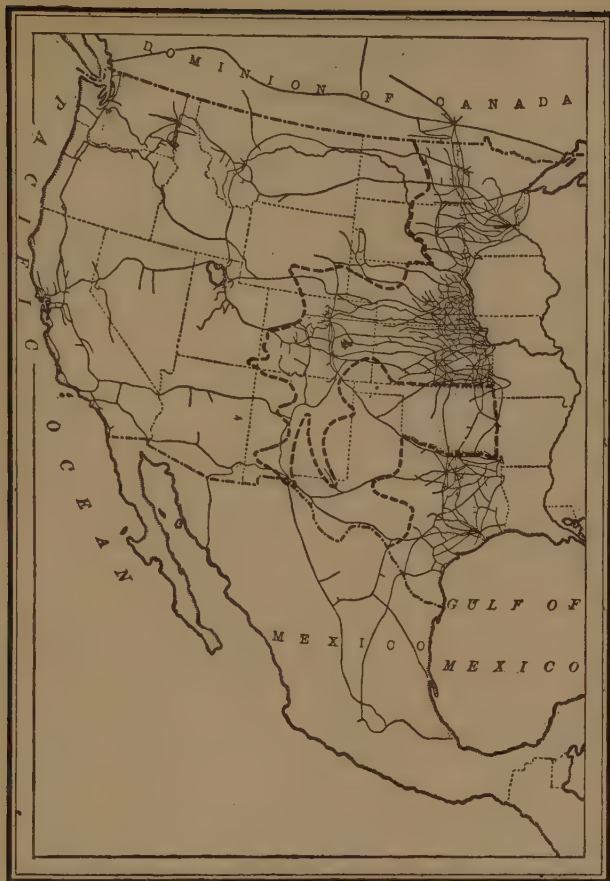 DOMINION OF CANADA
PACIFIC
OCEAN
GULF OF
MEXICO
MEXICO